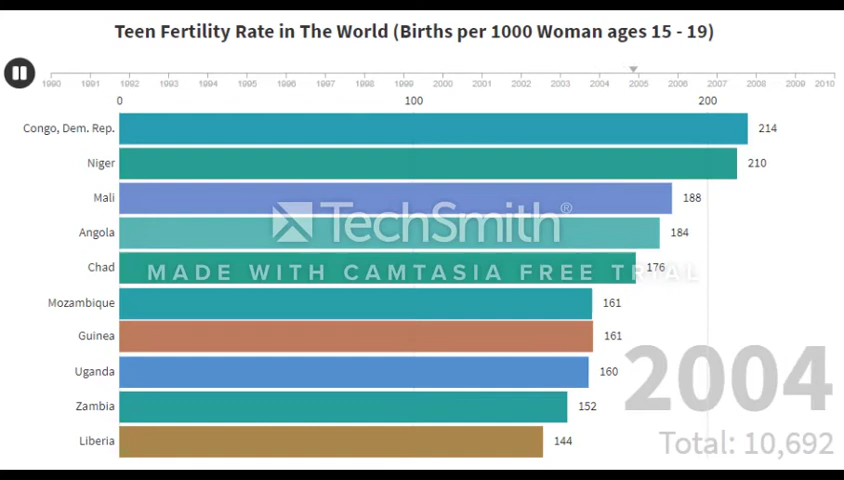 Teen Fertility Rate in The World (Births per 1000 Woman ages 15 - 19)
1990 1991 1992 1993 1994 1995 1996 1997 1998 1999 2000 2001 2002 2003 2004 2005 2006 2007 2008 2009 2010
0 100 200
Congo, Dem. Rep. 214
Niger 210
Mali 188
TechSmith®
Angola 184
Chad 176
MADE WITH CAMTASIA FREE TRIAL
Mozambique 161
Guinea 161
Uganda 160
2004
Zambia 152
Liberia 144
Total: 10,692